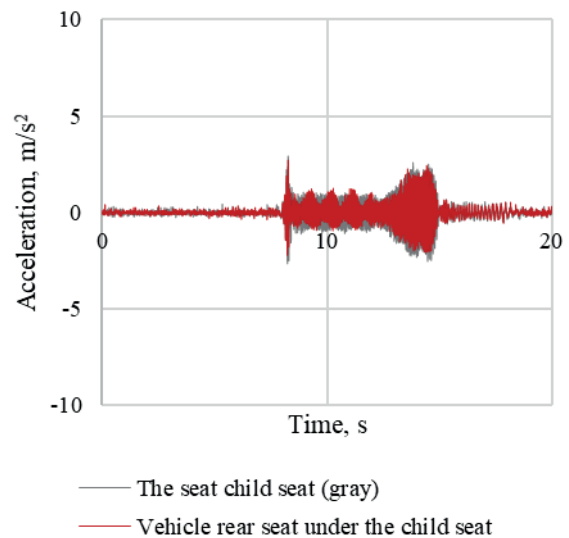 10
5
0
-5
-10
0
10
20
Acceleration, m/s²
Time, s
The seat child seat (gray)
Vehicle rear seat under the child seat